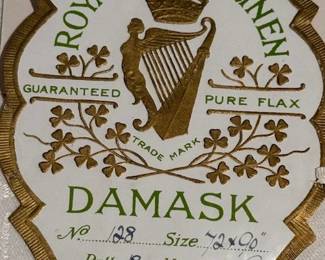 ROY NEN
GUARANTEED PURE FLAX
TRADE MARK
DAMASK
No 128 Size 72x90"